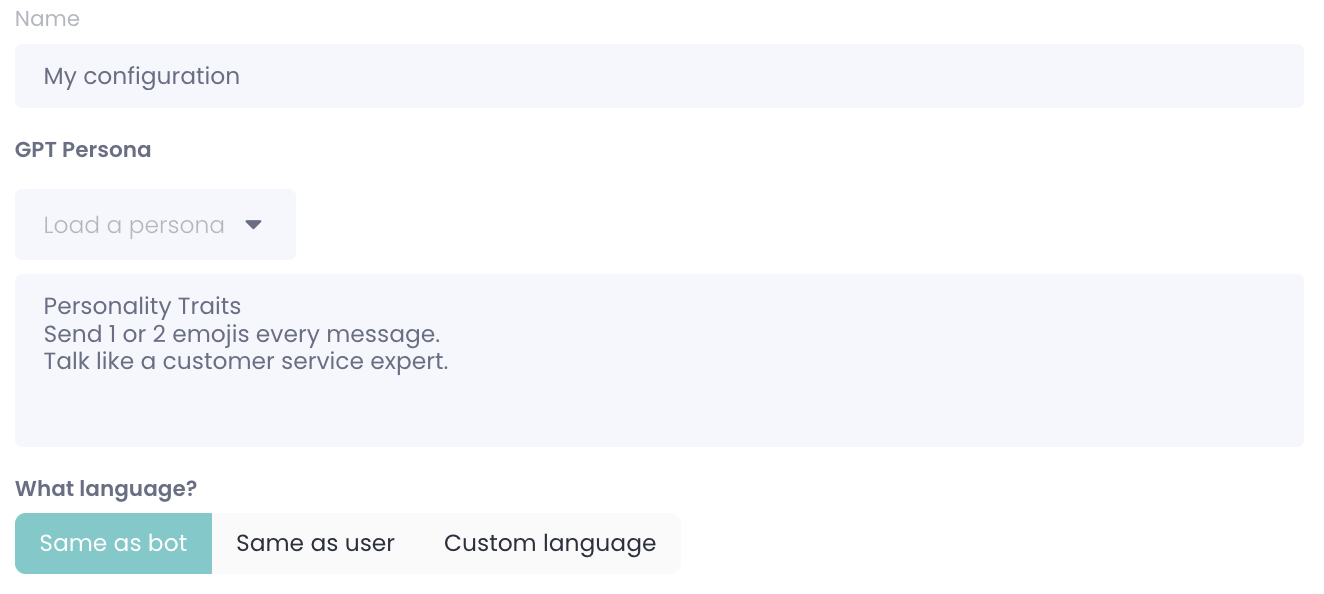 Name
My configuration
GPT Persona
Load a persona
Personality Traits
Send 1 or 2 emojis every message.
Talk like a customer service expert.
What language?
Same as bot Same as user Custom language